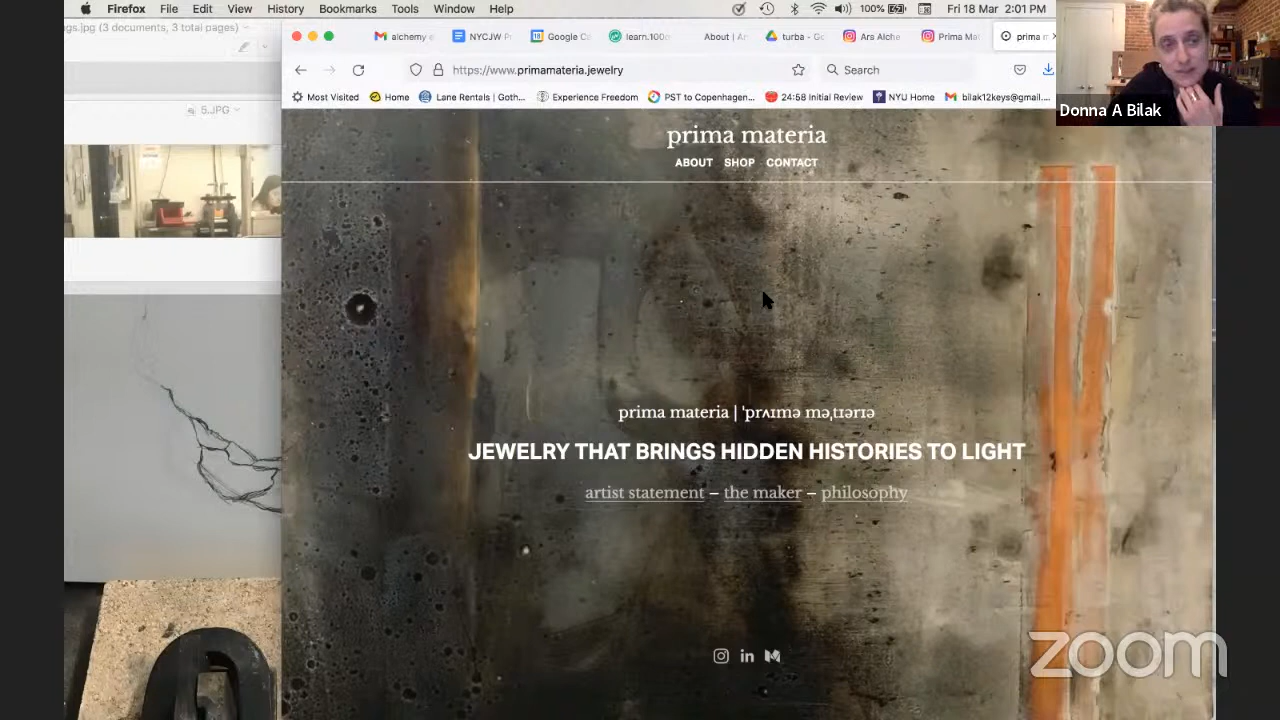 Firefox File Edit View History Bookmarks Tools Window Help 100% Fri 18 Mar 2:01 PM
gs.jpg (3 documents, 3 total pages)
alchemy NYCJW Google Ca learn.100 About | Ar turba - Go Ars Alche Prima Ma prima m
https://www.primamateria.jewelry
Search
Most Visited Home Lane Rentals | Goth... Experience Freedom PST to Copenhagen... 24:58 Initial Review NYU Home bilak12keys@gmail....
5..JPG
Donna A Bilak
prima materia
ABOUT SHOP CONTACT
prima materia | ˈprʌɪmə məˌtɪərɪə
JEWELRY THAT BRINGS HIDDEN HISTORIES TO LIGHT
artist statement – the maker – philosophy
in
zoom